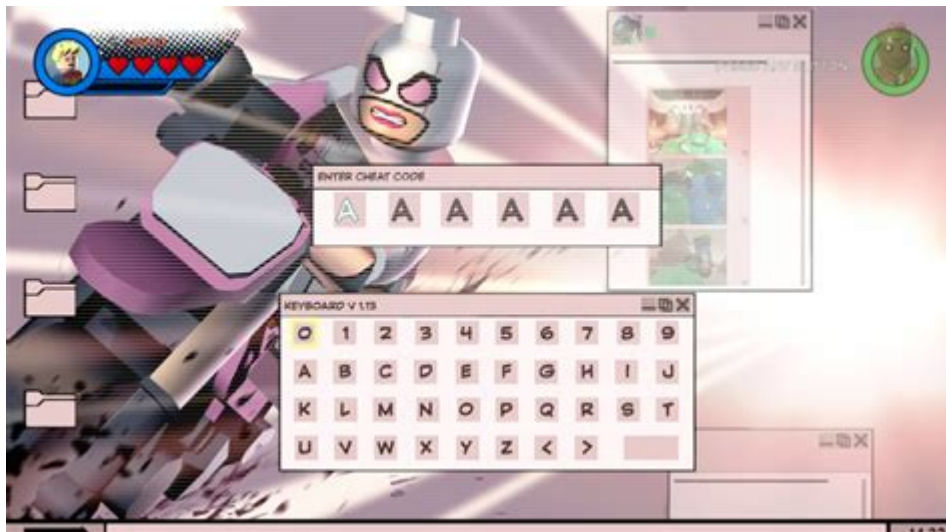 ENTER CHEAT CODE
A A A A A A
KEYBOARD V 1.13
0 1 2 3 4 5 6 7 8 9
A B C D E F G H I J
K L M N O P Q R S T
U V W X Y Z < >